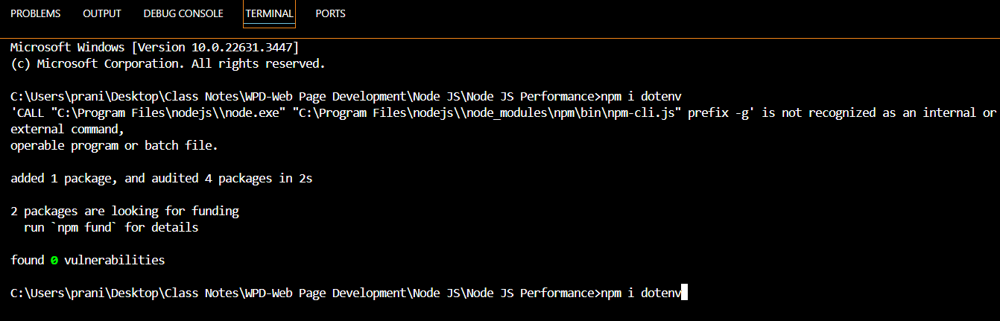 PROBLEMS OUTPUT DEBUG CONSOLE TERMINAL PORTS
Microsoft Windows [Version 10.0.22631.3447]
(c) Microsoft Corporation. All rights reserved.
C:\Users\prani\Desktop\Class Notes\WPD-Web Page Development\Node JS\Node JS Performance>npm i dotenv
'CALL "C:\Program Files\nodejs\\node.exe" "C:\Program Files\nodejs\\node_modules\npm\bin\npm-cli.js" prefix -g' is not recognized as an internal or
external command,
operable program or batch file.
added 1 package, and audited 4 packages in 2s
2 packages are looking for funding
  run `npm fund` for details
found 0 vulnerabilities
C:\Users\prani\Desktop\Class Notes\WPD-Web Page Development\Node JS\Node JS Performance>npm i dotenv